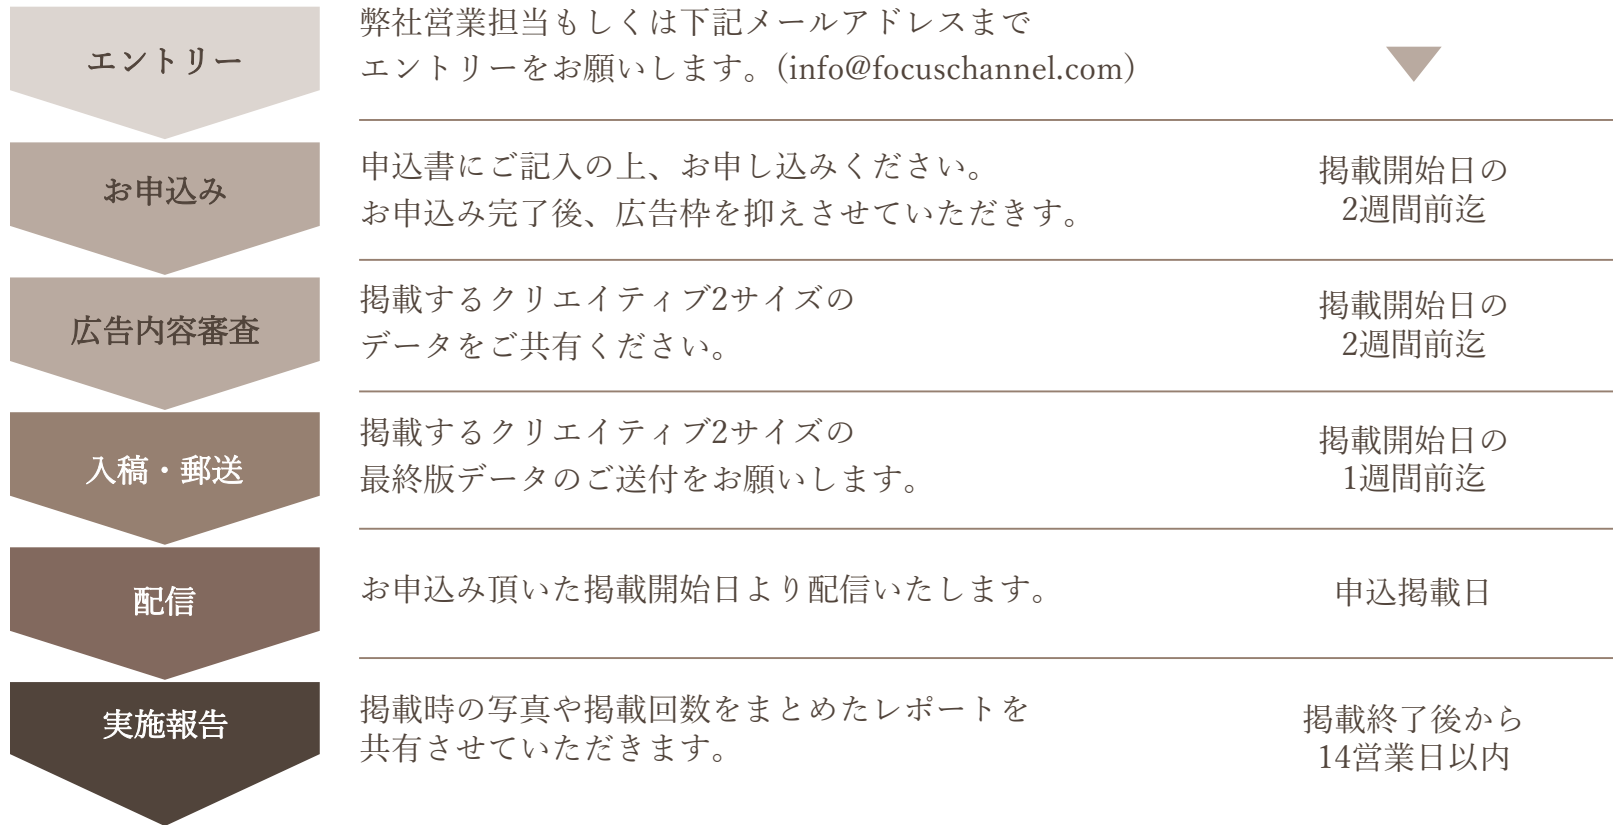 エントリー
弊社営業担当もしくは下記メールアドレスまで
エントリーをお願いします。(info@focuschannel.com)
お申込み
申込書にご記入の上、お申し込みください。
お申込み完了後、広告枠を抑えさせていただきす。
掲載開始日の
2週間前迄
広告内容審査
掲載するクリエイティブ2サイズの
データをご共有ください。
掲載開始日の
2週間前迄
入稿・郵送
掲載するクリエイティブ2サイズの
最終版データのご送付をお願いします。
掲載開始日の
1週間前迄
配信
お申込み頂いた掲載開始日より配信いたします。
申込掲載日
実施報告
掲載時の写真や掲載回数をまとめたレポートを
共有させていただきます。
掲載終了後から
14営業日以内